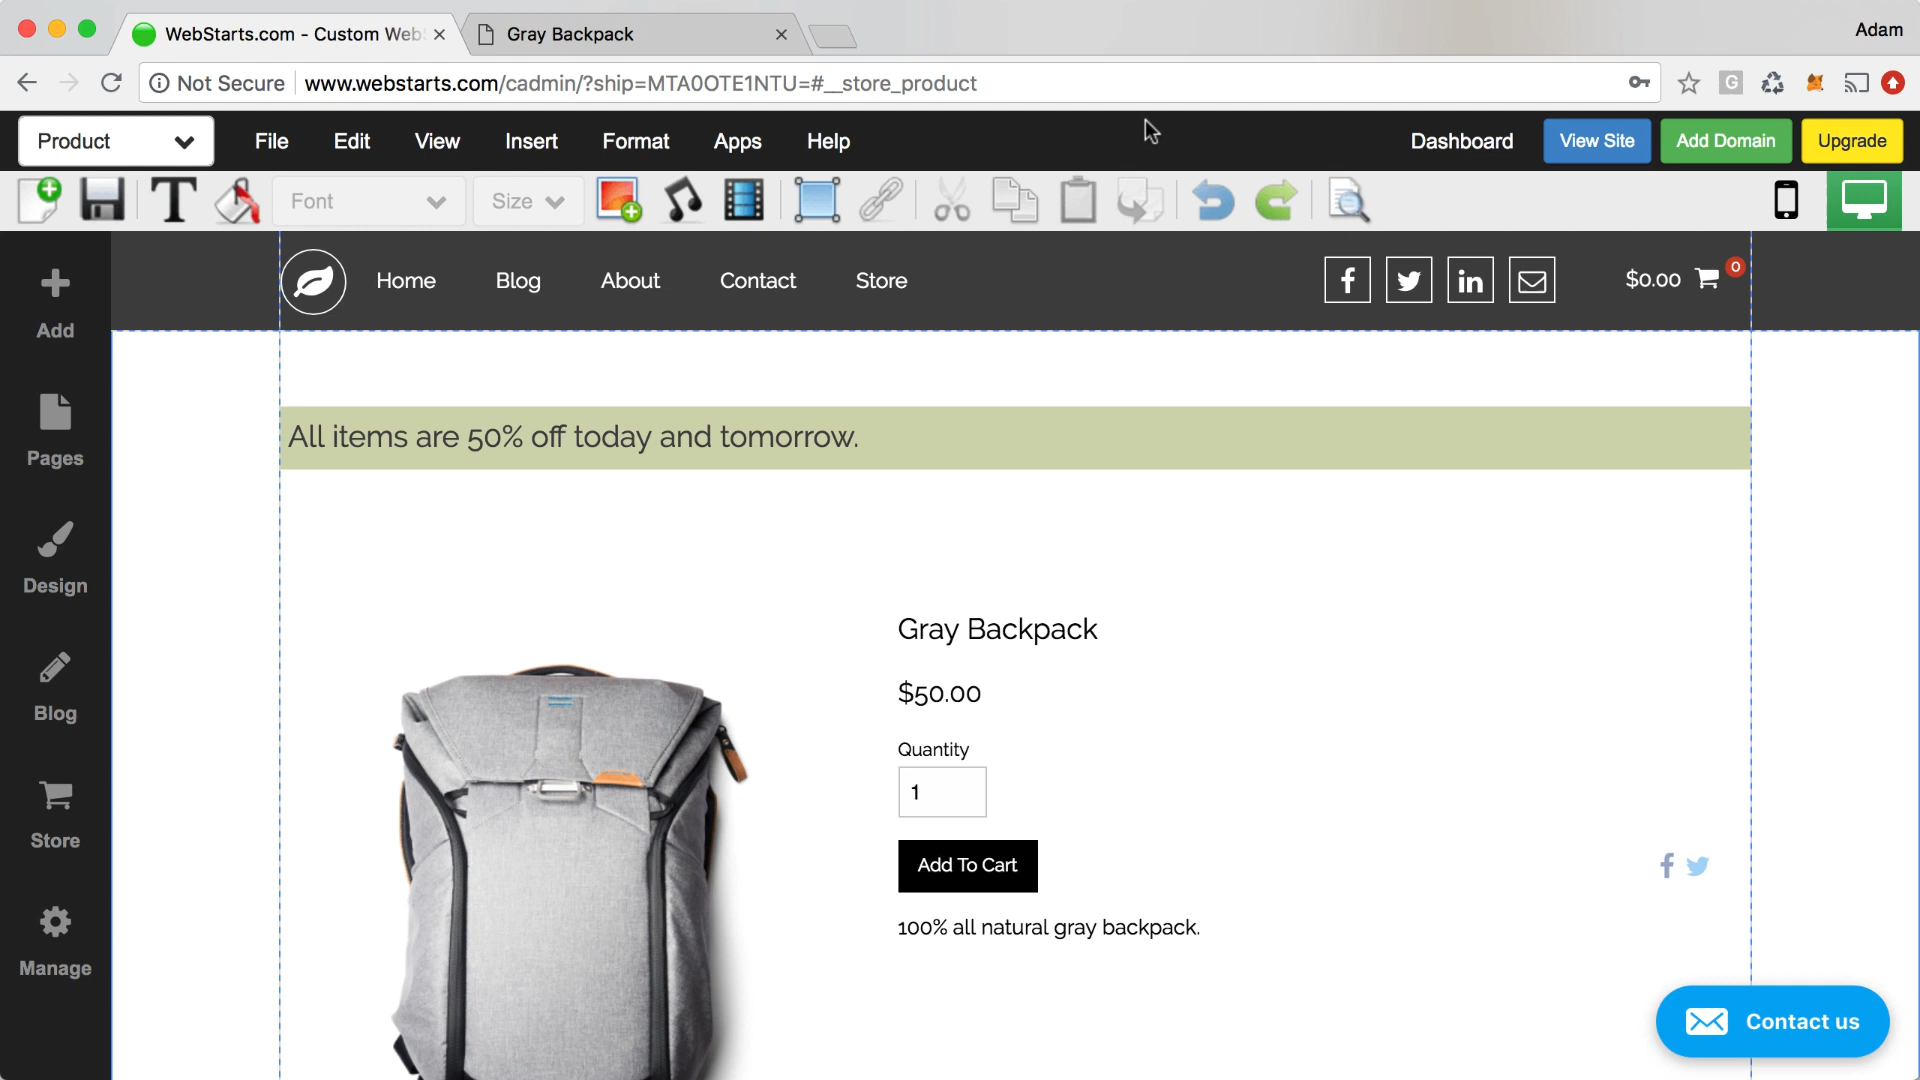 WebStarts.com - Custom Web
Gray Backpack
Adam
Not Secure
www.webstarts.com/cadmin/?ship=MTA0OTE1NTU=#__store_product
G
Product
File
Edit
View
Insert
Format
Apps
Help
Dashboard
View Site
Add Domain
Upgrade
T
Font
Size
Add
Pages
Design
Blog
Store
Manage
Home
Blog
About
Contact
Store
$0.00
0
All items are 50% off today and tomorrow.
Gray Backpack
$50.00
Quantity
1
Add To Cart
100% all natural gray backpack.
Contact us